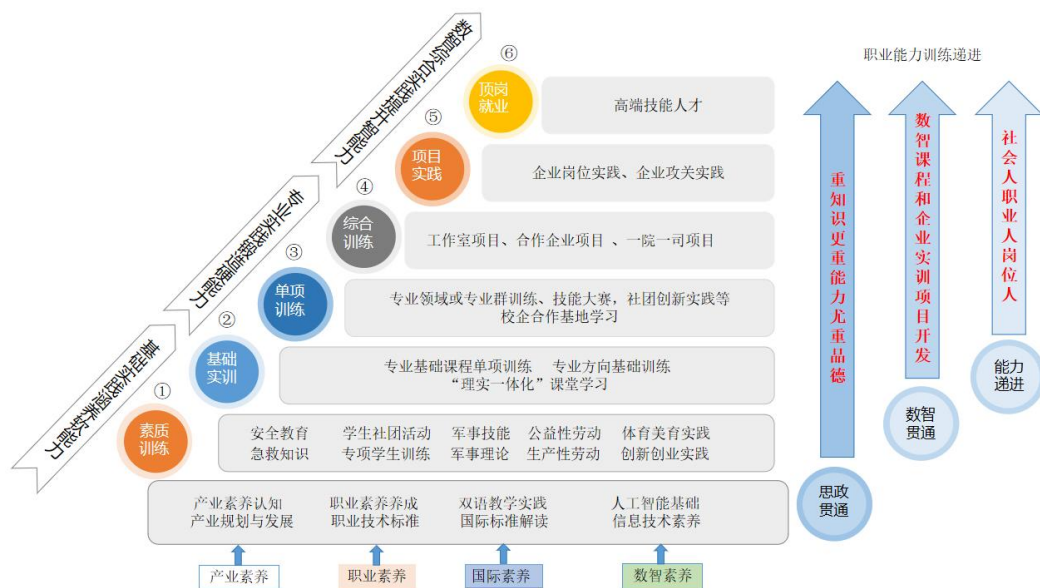 职业能力训练递进
数智综合实践提升智能力
专业实践锻造硬能力
基础实践涵养软能力
⑥
顶岗
就业
高端技能人才
⑤
项目
实践
企业岗位实践、企业攻关实践
④
综合
训练
工作室项目、合作企业项目 、一院一司项目
③
单项
训练
专业领域或专业群训练、技能大赛，社团创新实践等
校企合作基地学习
②
基础
实训
专业基础课程单项训练 专业方向基础训练
“理实一体化”课堂学习
①
素质
训练
安全教育 学生社团活动 军事技能 公益性劳动 体育美育实践
急救知识 专项学生训练 军事理论 生产性劳动 创新创业实践
产业素养认知 职业素养养成 双语教学实践 人工智能基础
产业规划与发展 职业技术标准 国际标准解读 信息技术素养
产业素养 职业素养 国际素养 数智素养
重知识更重能力尤重品德
思政
贯通
数智课程和企业实训项目开发
数智
贯通
社会人职业人岗位人
能力
递进